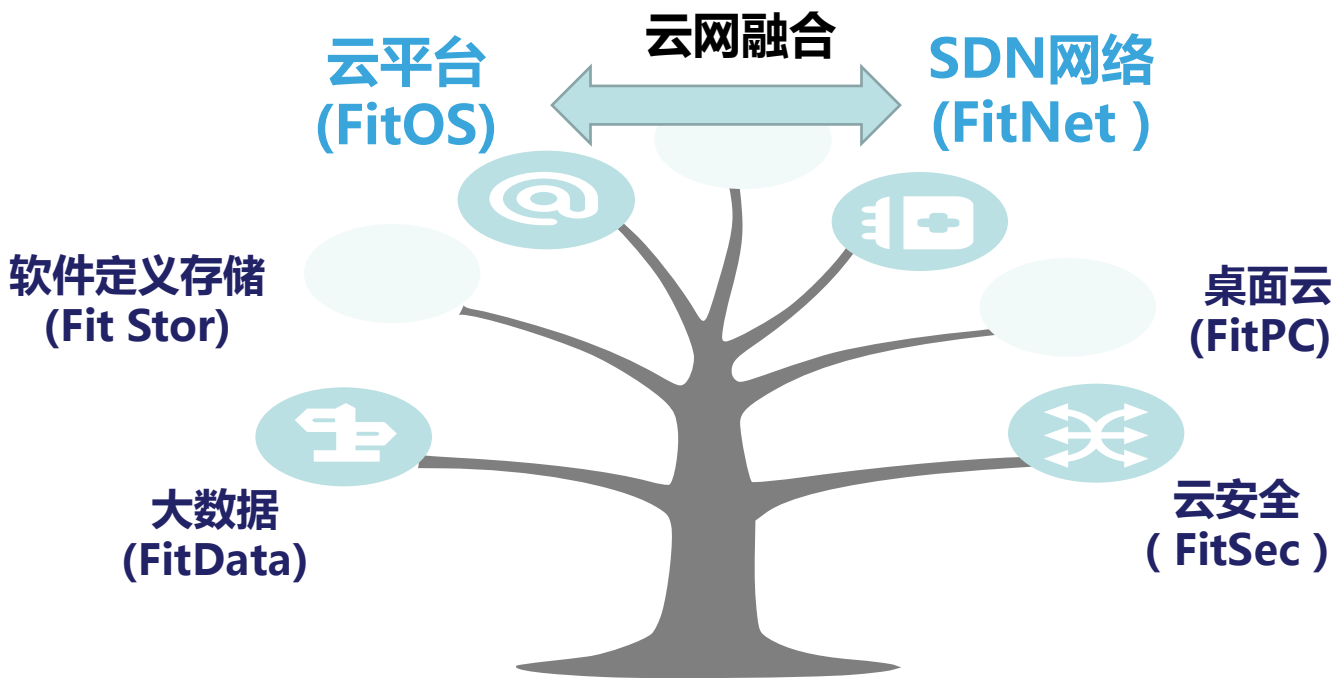 云网融合
云平台
(FitOS)
SDN网络
(FitNet )
软件定义存储
(Fit Stor)
桌面云
(FitPC)
大数据
(FitData)
云安全
( FitSec )